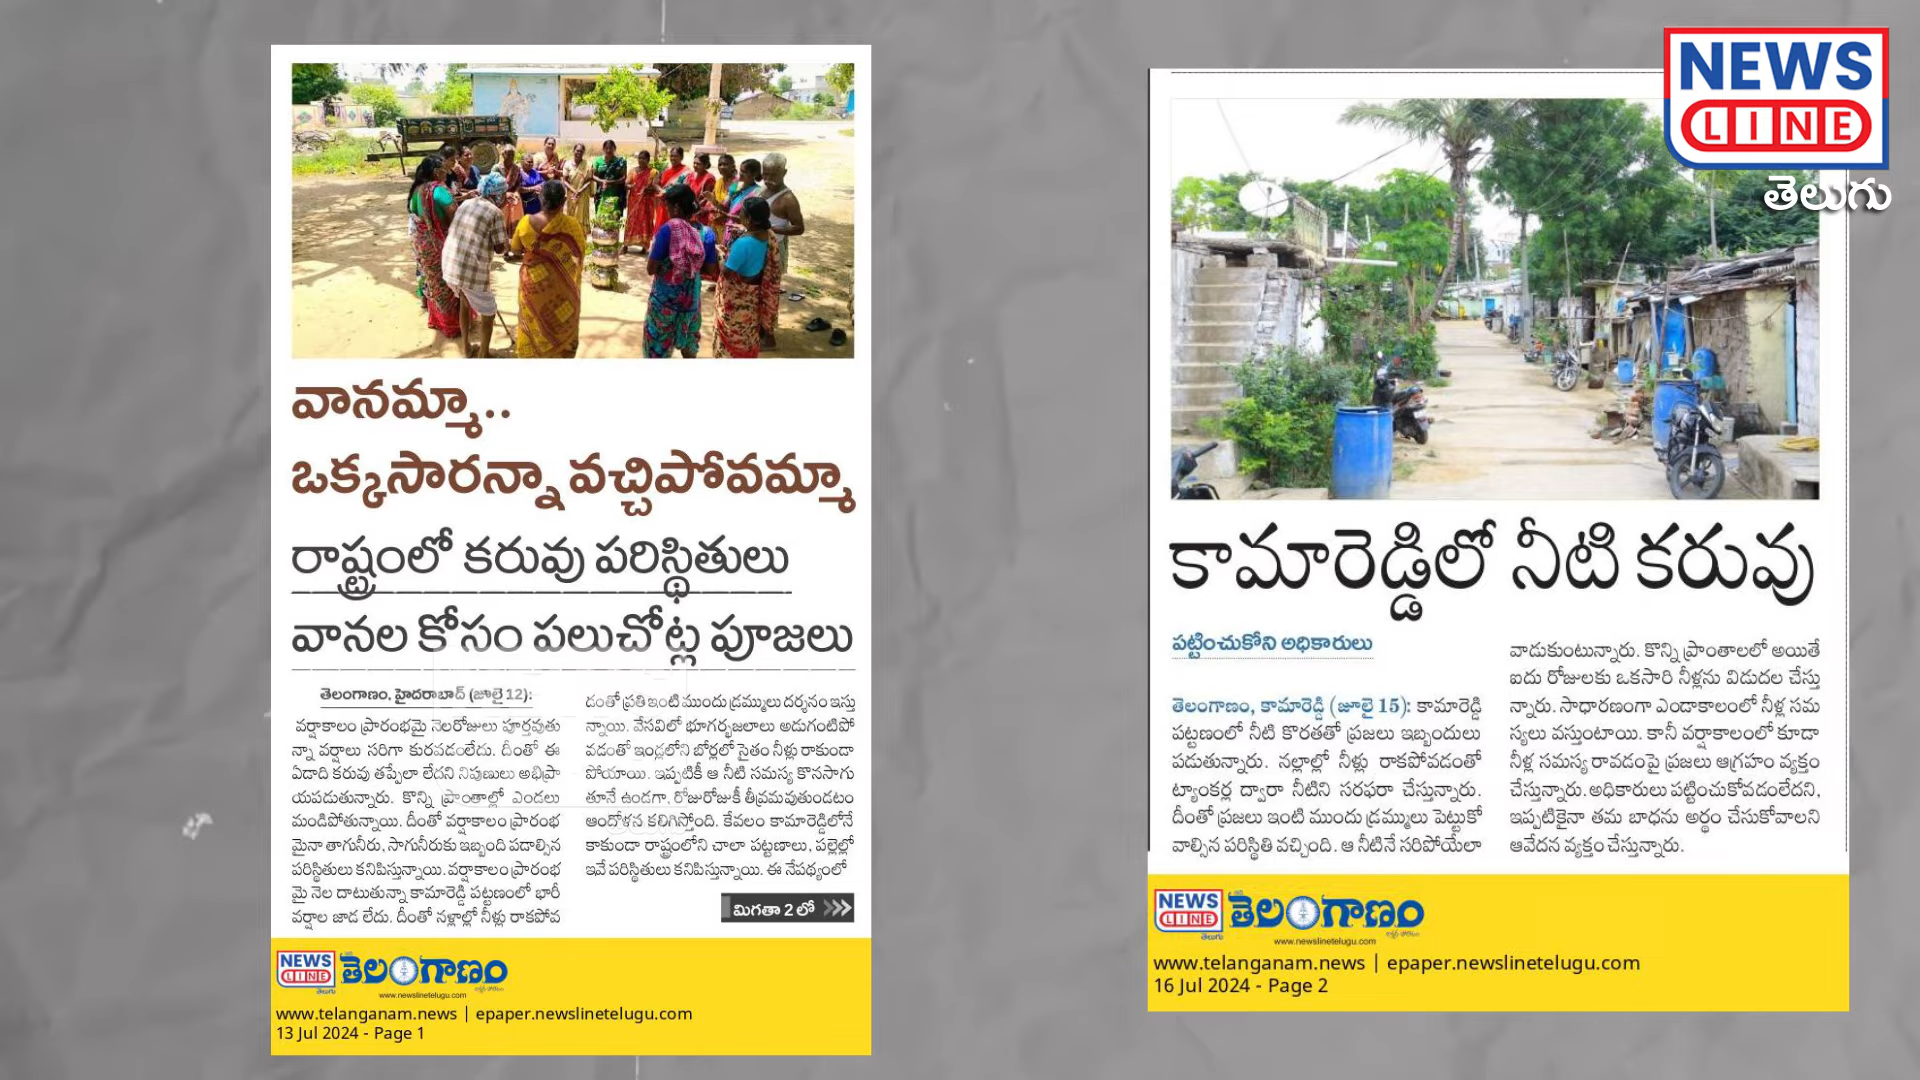 వానమ్మా..
ఒక్కసారన్నా వచ్చిపోవమ్మా
రాష్ట్రంలో కరువు పరిస్థితులు
వానల కోసం పలుచోట్ల పూజలు
తెలంగాణం, హైదరాబాద్ (జూలై 12):
వర్షాకాలం ప్రారంభమై నెలరోజులు పూర్తవుతు
న్నా వర్షాలు సరిగా కురవడంలేదు. దీంతో ఈ
ఏడాది కరువు తప్పేలా లేదని నిపుణులు అభిప్రా
యపడుతున్నారు. కొన్ని ప్రాంతాల్లో ఎండలు
మండిపోతున్నాయి. దీంతో వర్షాకాలం ప్రారంభ
మైనా తాగునీరు, సాగునీరుకు ఇబ్బంది పడాల్సిన
పరిస్థితులు కనిపిస్తున్నాయి. వర్షాకాలం ప్రారంభ
మై నెల దాటుతున్నా కామారెడ్డి పట్టణంలో భారీ
వర్షాల జాడ లేదు. దీంతో నల్లాల్లో నీళ్లు రాకపోవ
డంతో ప్రతి ఇంటి ముందు డ్రమ్ములు దర్శనం ఇస్తు
న్నాయి. వేసవిలో భూగర్భజలాలు అడుగంటిపో
వడంతో ఇండ్లలోని బోర్లలో సైతం నీళ్లు రాకుండా
పోయాయి. ఇప్పటికీ ఆ నీటి సమస్య కొనసాగు
తూనే ఉండగా, రోజురోజుకీ తీవ్రమవుతుండటం
ఆందోళన కలిగిస్తోంది. కేవలం కామారెడ్డిలోనే
కాకుండా రాష్ట్రంలోని చాలా పట్టణాలు, పల్లెల్లో
ఇవే పరిస్థితులు కనిపిస్తున్నాయి. ఈ నేపథ్యంలో
మిగతా 2 లో >>>
NEWS
LINE
తెలుగు
తెలంగాణం
www.newslinetelugu.com
www.telanganam.news | epaper.newslinetelugu.com
13 Jul 2024 - Page 1
NEWS
LINE
తెలుగు
కామారెడ్డిలో నీటి కరువు
పట్టించుకోని అధికారులు
తెలంగాణం, కామారెడ్డి (జూలై 15): కామారెడ్డి
పట్టణంలో నీటి కొరతతో ప్రజలు ఇబ్బందులు
పడుతున్నారు. నల్లాల్లో నీళ్లు రాకపోవడంతో
ట్యాంకర్ల ద్వారా నీటిని సరఫరా చేస్తున్నారు.
దీంతో ప్రజలు ఇంటి ముందు డ్రమ్ములు పెట్టుకో
వాల్సిన పరిస్థితి వచ్చింది. ఆ నీటినే సరిపోయేలా
వాడుకుంటున్నారు. కొన్ని ప్రాంతాలలో అయితే
ఐదు రోజులకు ఒకసారి నీళ్లను విడుదల చేస్తు
న్నారు. సాధారణంగా ఎండాకాలంలో నీళ్ల సమ
స్యలు వస్తుంటాయి. కానీ వర్షాకాలంలో కూడా
నీళ్ల సమస్య రావడంపై ప్రజలు ఆగ్రహం వ్యక్తం
చేస్తున్నారు. అధికారులు పట్టించుకోవడంలేదని,
ఇప్పటికైనా తమ బాధను అర్థం చేసుకోవాలని
ఆవేదన వ్యక్తం చేస్తున్నారు.
NEWS
LINE
తెలుగు
తెలంగాణం
www.newslinetelugu.com
www.telanganam.news | epaper.newslinetelugu.com
16 Jul 2024 - Page 2